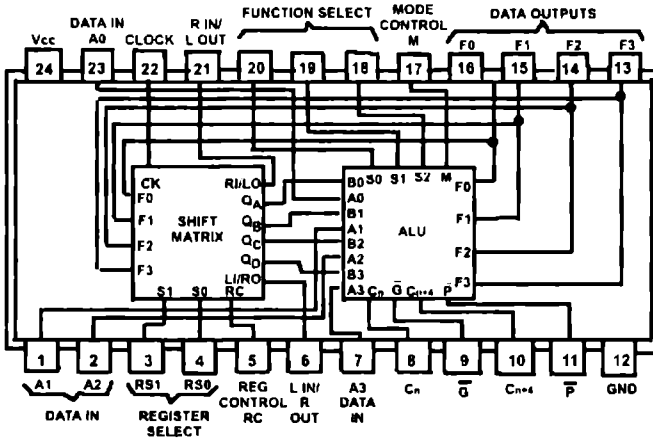 DATA IN
A0
R IN/
L OUT
FUNCTION SELECT
MODE
CONTROL
M
DATA OUTPUTS
Vcc
CLOCK
F0 F1 F2 F3
24 23 22 21 20 19 18 17 16 15 14 13
CK RI/LO
F0 QA
F1 QB
F2 QC
F3 QD
LI/RO
SHIFT
MATRIX
S1 S0 RC
S0 S1 S2 M
B0 F0
A0
B1
A1 F1
B2
A2 F2
B3
A3 F3
ALU
Cn G̅ Cn+4 P̅
1 2 3 4 5 6 7 8 9 10 11 12
A1 A2
DATA IN
RS1 RS0
REGISTER
SELECT
REG
CONTROL
RC
L IN/
R
OUT
A3
DATA
IN
Cn
G̅
Cn+4
P̅
GND